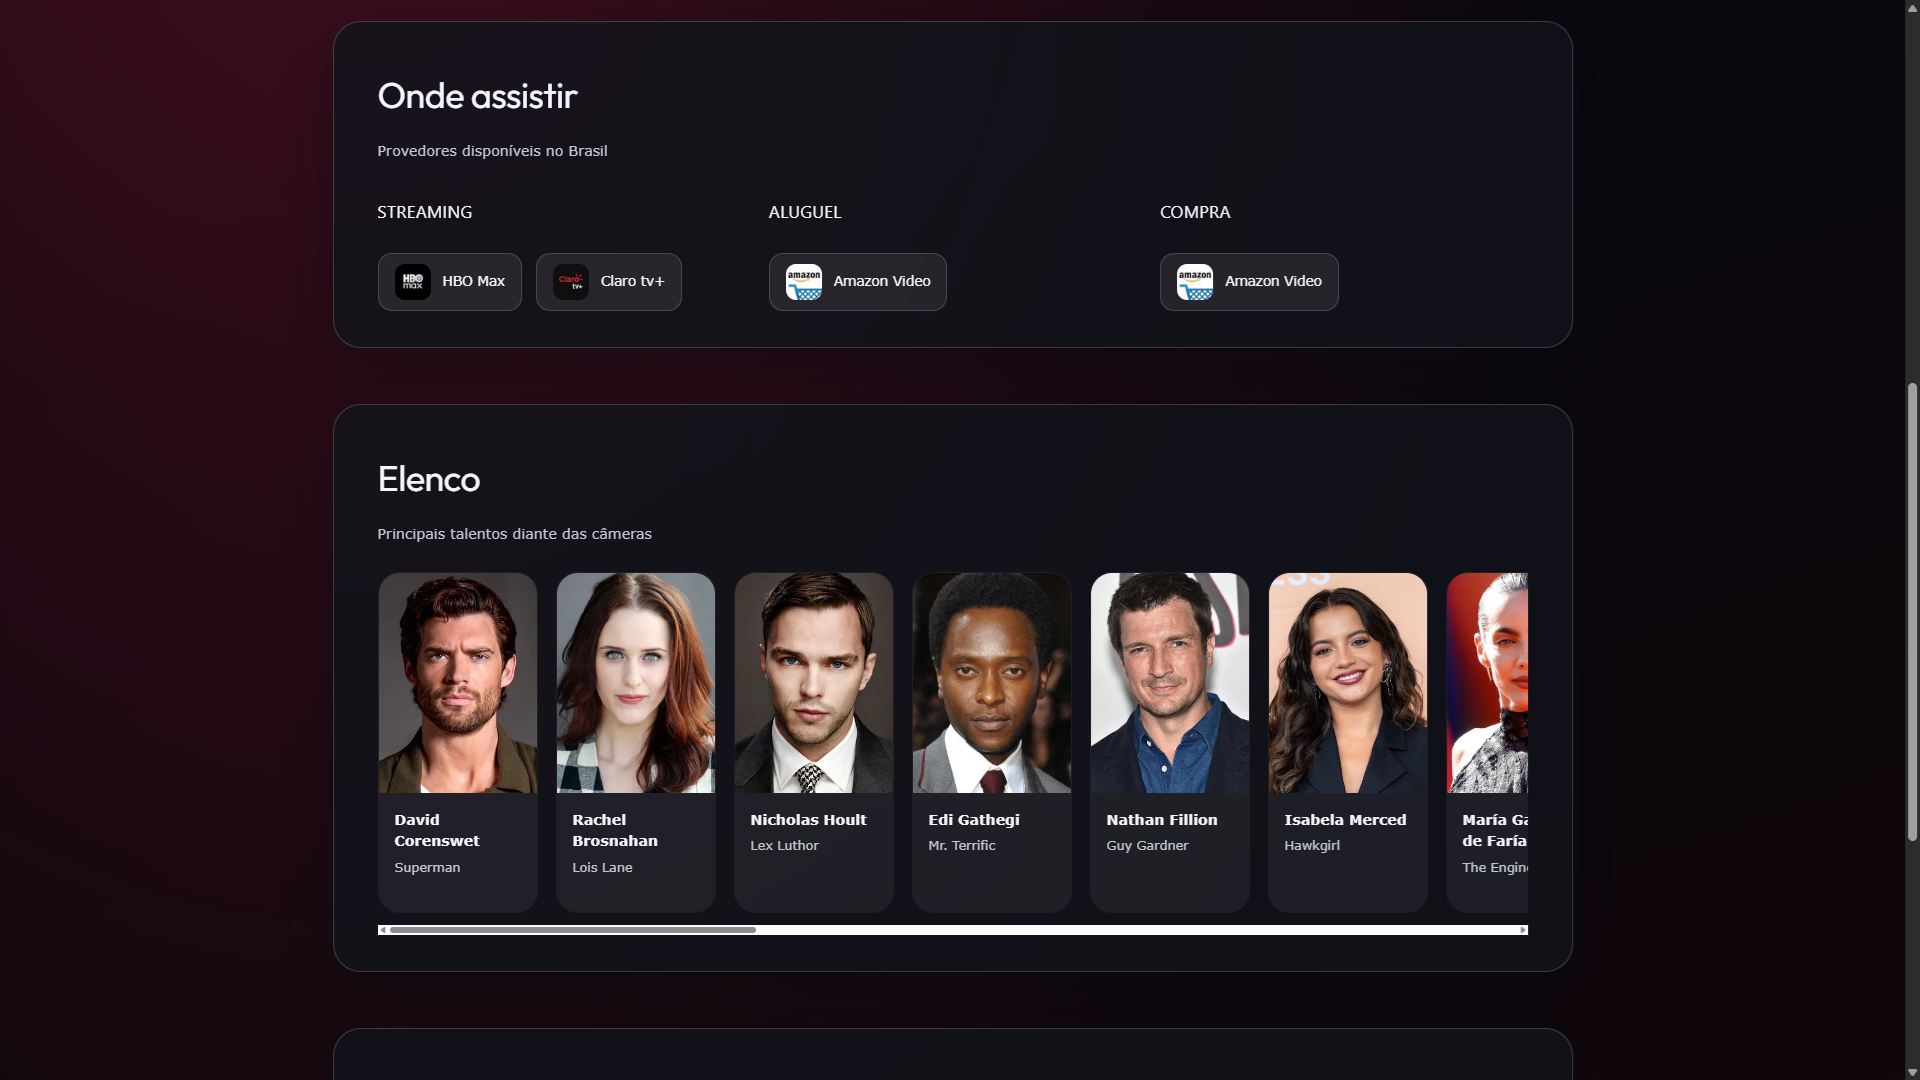 Onde assistir
Provedores disponíveis no Brasil
STREAMING
ALUGUEL
COMPRA
HBO max
HBO Max
Claro tv+
Claro tv+
amazon
Amazon Video
amazon
Amazon Video
Elenco
Principais talentos diante das câmeras
David
Corenswet
Superman
Rachel
Brosnahan
Lois Lane
Nicholas Hoult
Lex Luthor
Edi Gathegi
Mr. Terrific
Nathan Fillion
Guy Gardner
Isabela Merced
Hawkgirl
María Ga
de Faría
The Engin